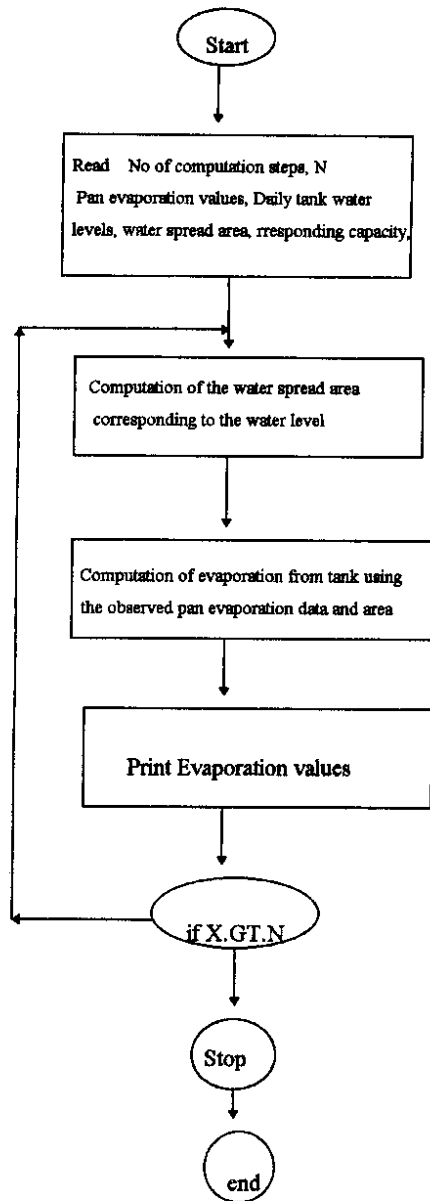 Start
Read No of computation steps, N
Pan evaporation values, Daily tank water
levels, water spread area, rresponding capacity,
Computation of the water spread area
corresponding to the water level
Computation of evaporation from tank using
the observed pan evaporation data and area
Print Evaporation values
if X.GT.N
Stop
end